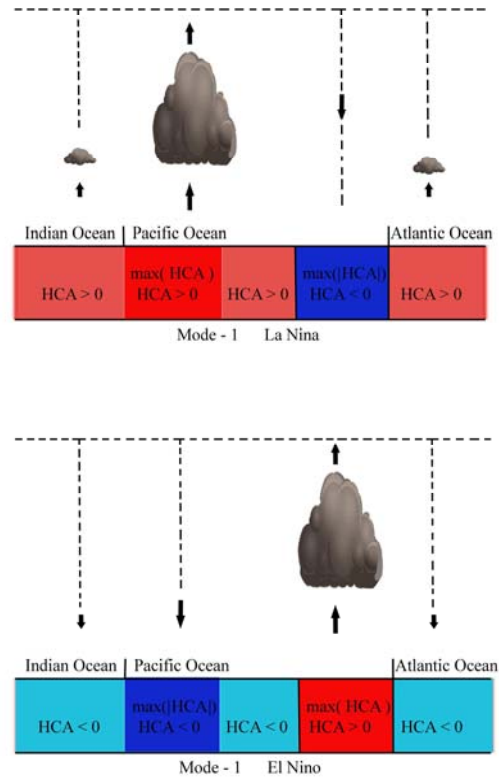 Indian Ocean Pacific Ocean Atlantic Ocean
max( HCA ) max(|HCA|)
HCA > 0 HCA > 0 HCA > 0 HCA < 0 HCA > 0
Mode - 1 La Nina
Indian Ocean Pacific Ocean Atlantic Ocean
max(|HCA|) max( HCA )
HCA < 0 HCA < 0 HCA < 0 HCA > 0 HCA < 0
Mode - 1 El Nino